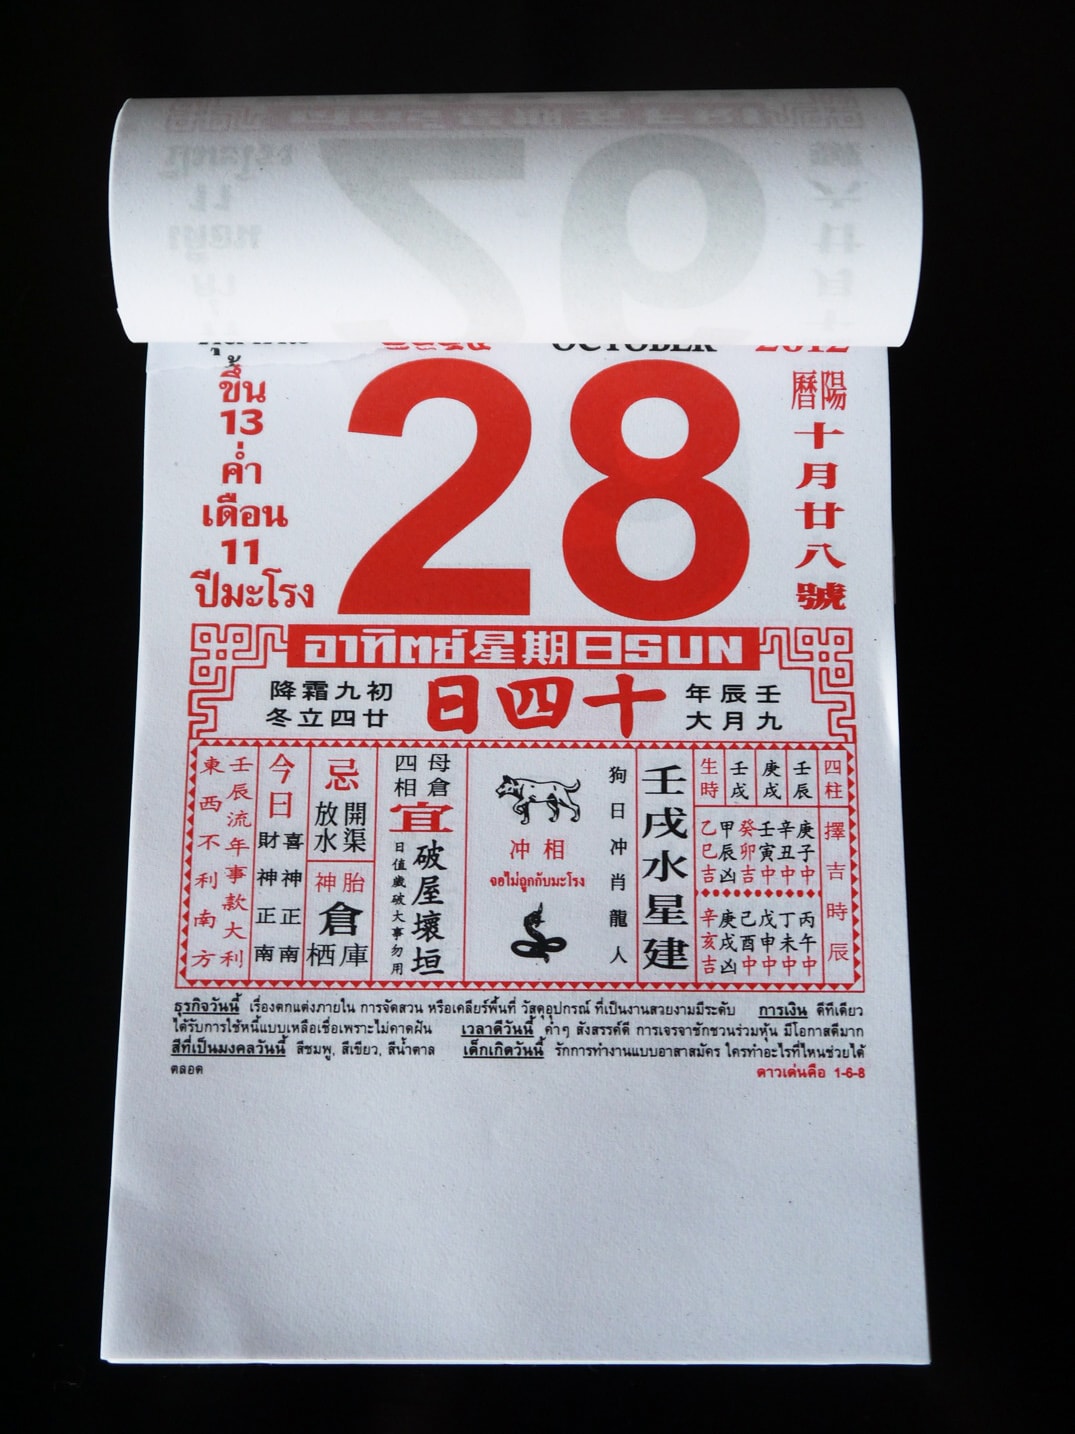 OCTOBER 2012
ขึ้น
13
ค่ำ
เดือน
11
ปีมะโรง
28
陽曆
十月廿八號
อาทิตย์星期日SUN
壬辰年
九月大
十四日
初九霜降
廿四立冬
四柱
壬辰
庚戌
壬戌
生時
擇吉時辰
庚子中
辛丑中
壬寅中
癸卯吉
甲辰凶
乙巳吉
丙午中
丁未中
戊申中
己酉中
庚戌凶
辛亥吉
壬戌水星建
狗日冲肖龍人
相冲
จอไม่ถูกกับมะโรง
母倉
四相
宜
破屋壞垣
日值歲破大事勿用
忌
開渠
放水
胎神
倉庫栖
今日
喜神正南
財神正南
壬辰流年事款大利
東西不利南方
ธุรกิจวันนี้ เรื่องตกแต่งภายใน การจัดสวน หรือเคลียร์พื้นที่ วัสดุอุปกรณ์ ที่เป็นงานสวยงามมีระดับ การเงิน ดีทีเดียว
ได้รับการใช้หนี้แบบเหลือเชื่อเพราะไม่คาดฝัน เวลาดีวันนี้ ค่ำๆ สังสรรค์ดี การเจรจาชักชวนร่วมหุ้น มีโอกาสดีมาก
สีที่เป็นมงคลวันนี้ สีชมพู, สีเขียว, สีน้ำตาล เด็กเกิดวันนี้ รักการทำงานแบบอาสาสมัคร ใครทำอะไรที่ไหนช่วยได้
ตลอด ดาวเด่นคือ 1-6-8